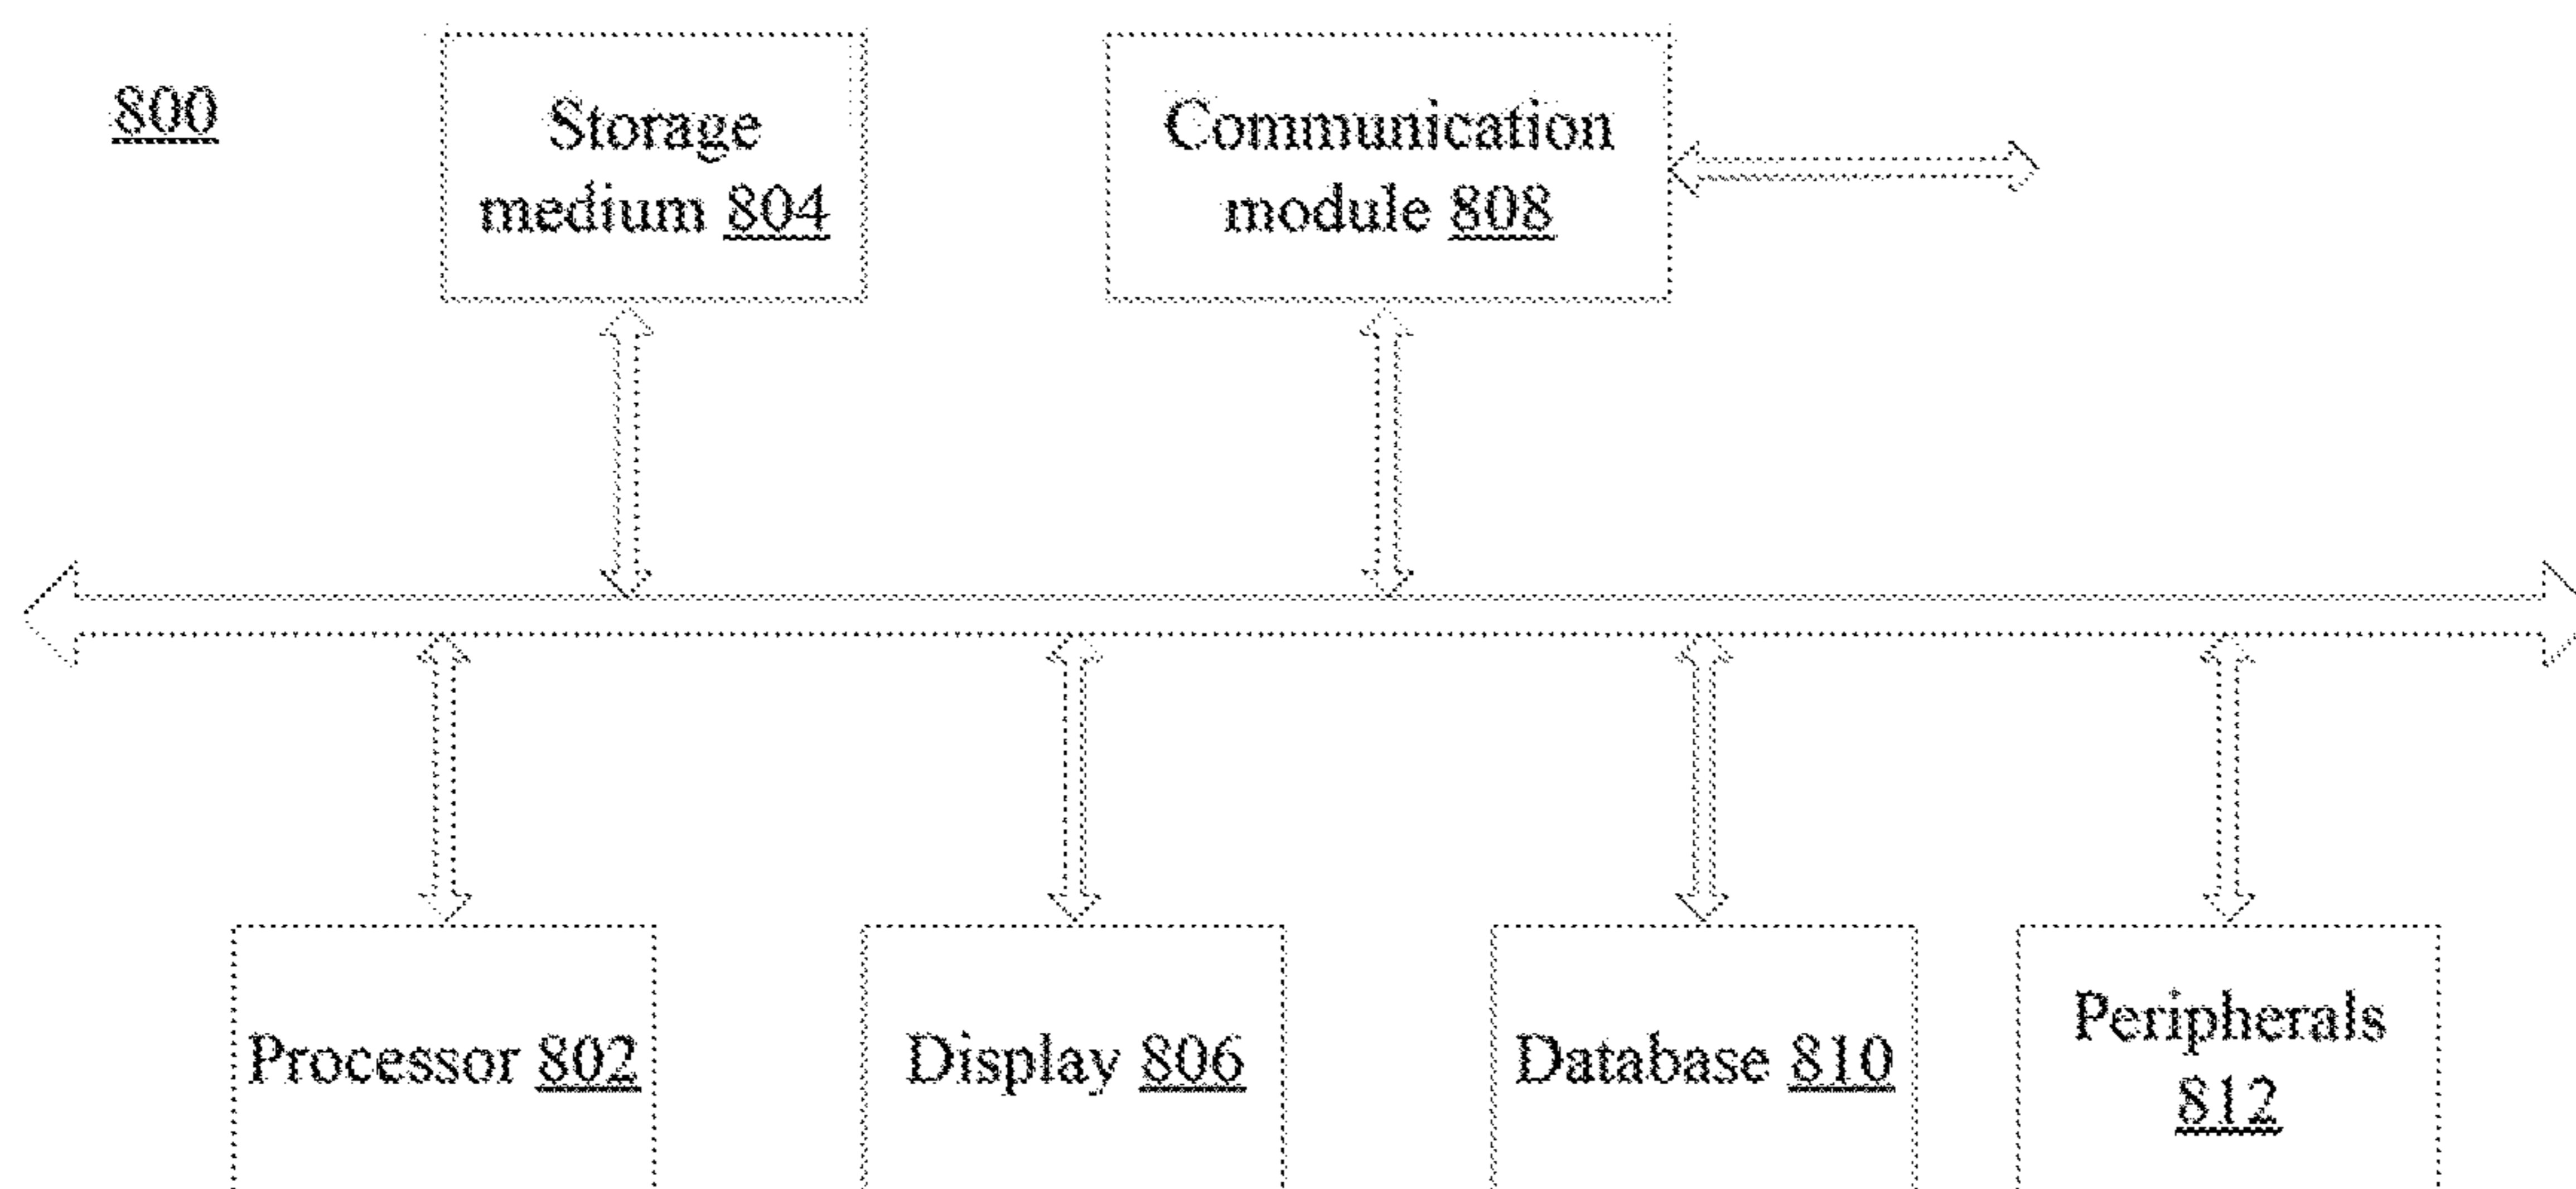 800
Storage
medium 804
Communication
module 808
Processor 802
Display 806
Database 810
Peripherals
812